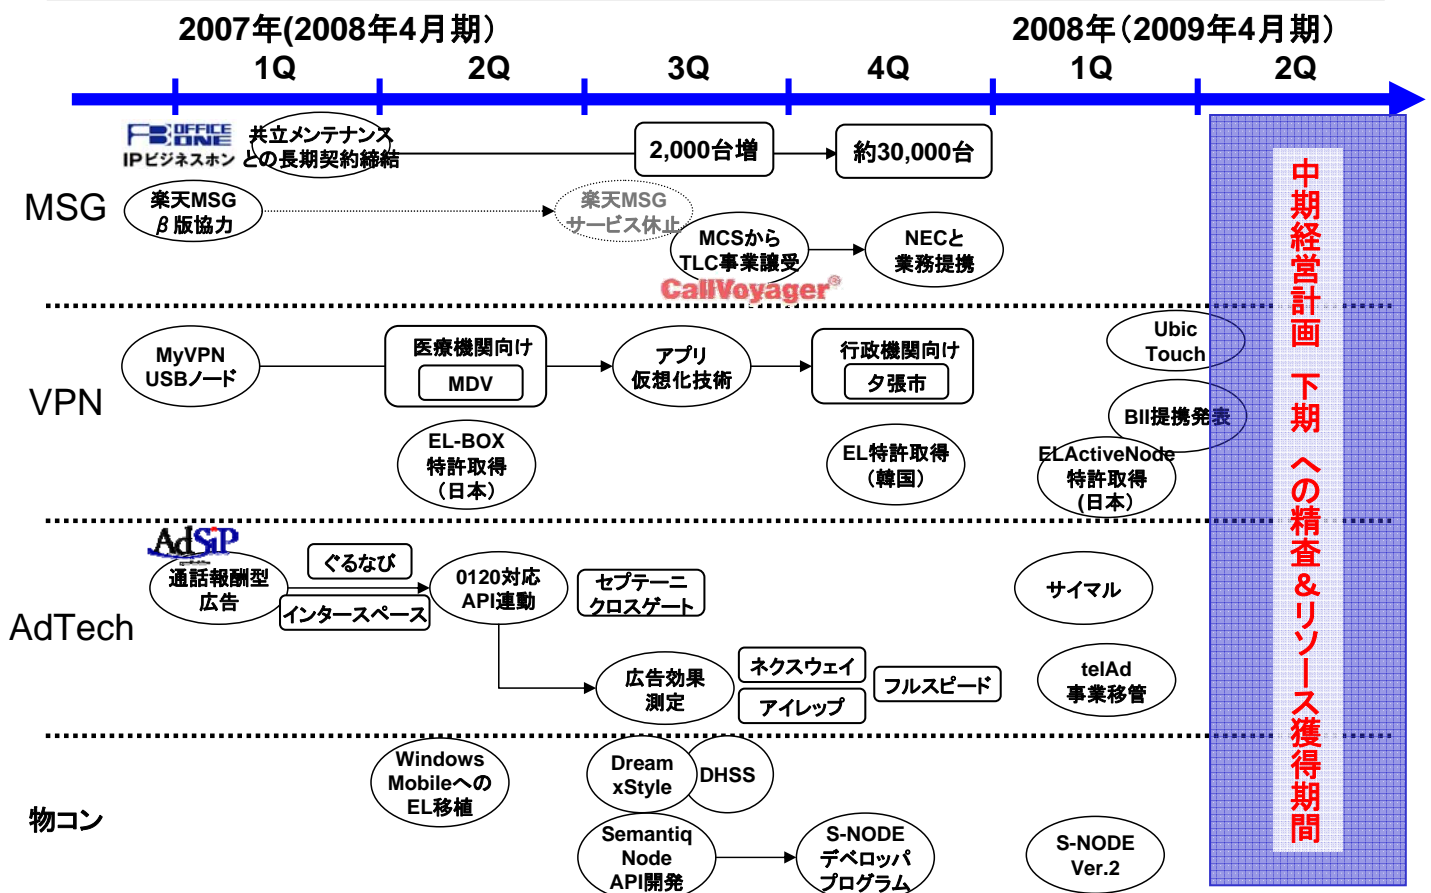 2007年(2008年4月期)
2008年（2009年4月期）
1Q
2Q
3Q
4Q
1Q
2Q
MSG
FB OFFICE
ONE
IPビジネスホン
共立メンテナンス
との長期契約締結
2,000台増
約30,000台
楽天MSG
β版協力
楽天MSG
サービス休止
MCSから
TLC事業譲受
CallVoyager®
NECと
業務提携
VPN
MyVPN
USBノード
医療機関向け
MDV
アプリ
仮想化技術
行政機関向け
夕張市
Ubic
Touch
BII提携発表
EL-BOX
特許取得
（日本）
EL特許取得
（韓国）
ELActiveNode
特許取得
(日本）
AdTech
AdSiP
通話報酬型
広告
ぐるなび
インタースペース
0120対応
API連動
セプテーニ
クロスゲート
サイマル
広告効果
測定
ネクスウェイ
アイレップ
フルスピード
telAd
事業移管
物コン
Windows
Mobileへの
EL移植
Dream
xStyle
DHSS
Semantiq
Node
API開発
S-NODE
デベロッパ
プログラム
S-NODE
Ver.2
中期経営計画 下期 への精査&リソース獲得期間